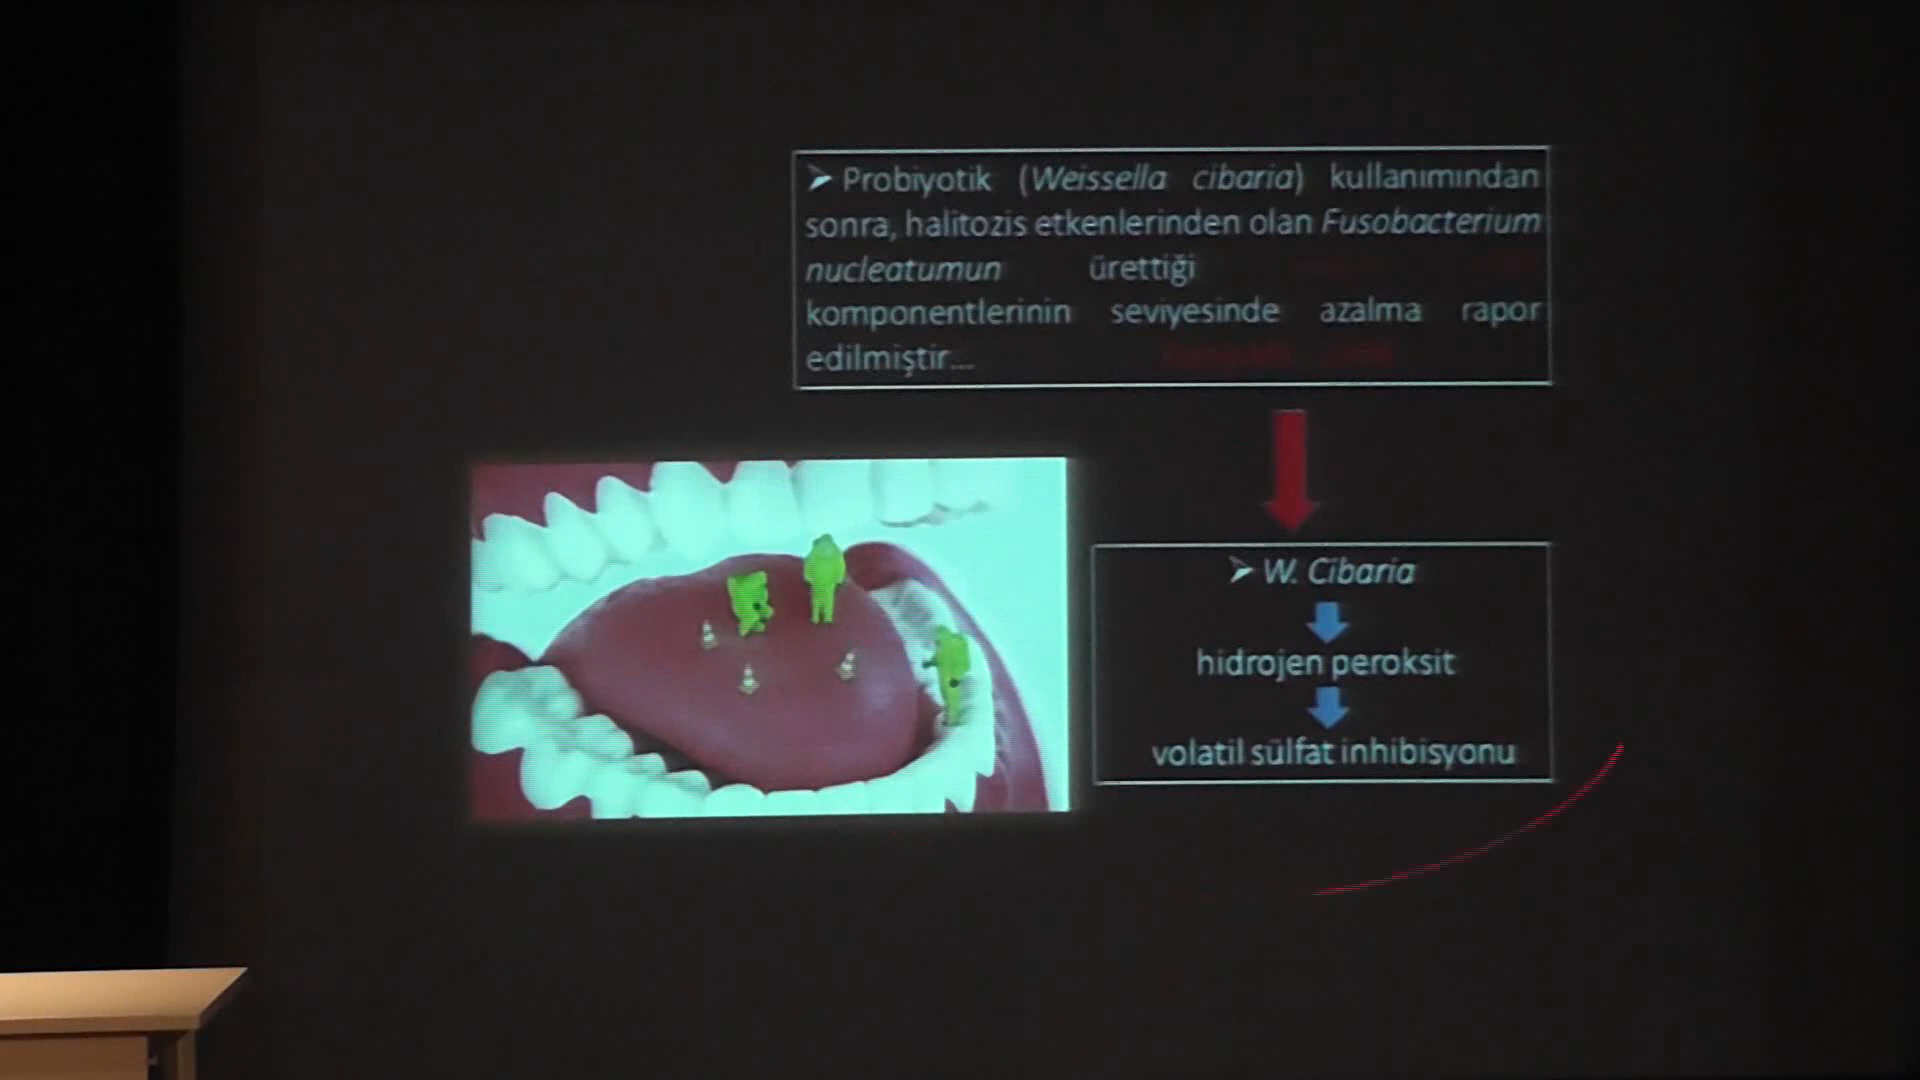 ➢ Probiyotik (Weissella cibaria) kullanımından
sonra, halitozis etkenlerinden olan Fusobacterium
nucleatumun ürettiği
komponentlerinin seviyesinde azalma rapor
edilmiştir...
➢ W. Cibaria
hidrojen peroksit
volatil sülfat inhibisyonu